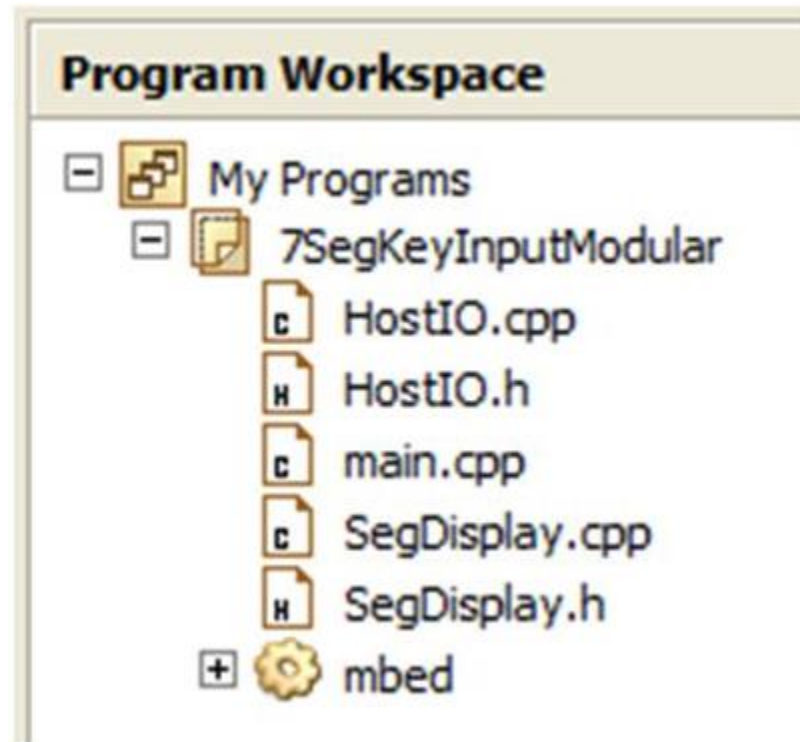 Program Workspace
My Programs
7SegKeyInputModular
C HostIO.cpp
H HostIO.h
C main.cpp
C SegDisplay.cpp
H SegDisplay.h
mbed